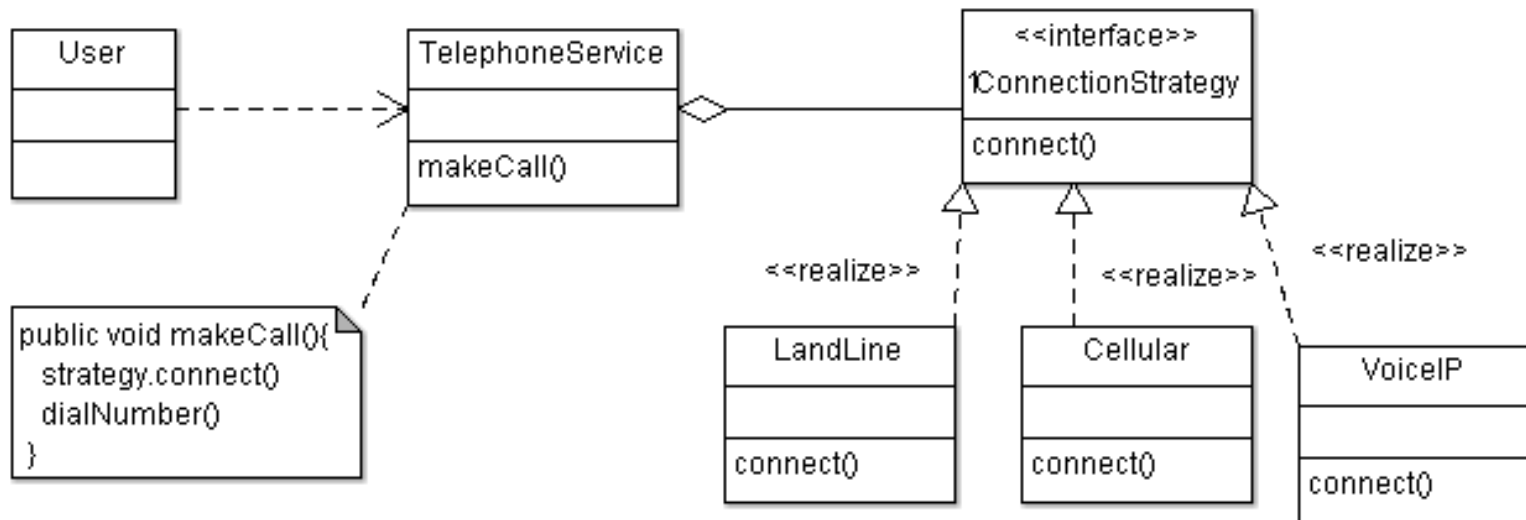 User
TelephoneService
makeCall()
<<interface>>
1ConnectionStrategy
connect()
public void makeCall(){
strategy.connect()
dialNumber()
}
<<realize>>
<<realize>>
<<realize>>
LandLine
connect()
Cellular
connect()
VoiceIP
connect()